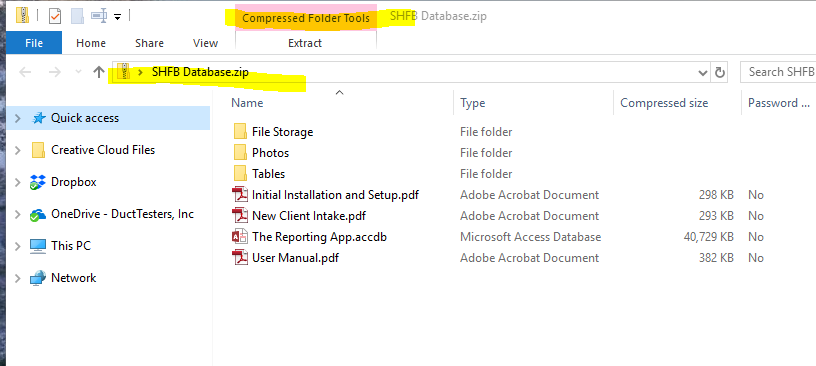 Compressed Folder Tools SHFB Database.zip
File Home Share View Extract
SHFB Database.zip Search SHFB
Name Type Compressed size Password ...
Quick access
Creative Cloud Files
Dropbox
OneDrive - DuctTesters, Inc
This PC
Network
File Storage File folder
Photos File folder
Tables File folder
Initial Installation and Setup.pdf Adobe Acrobat Document 298 KB No
New Client Intake.pdf Adobe Acrobat Document 293 KB No
The Reporting App.accdb Microsoft Access Database 40,729 KB No
User Manual.pdf Adobe Acrobat Document 382 KB No